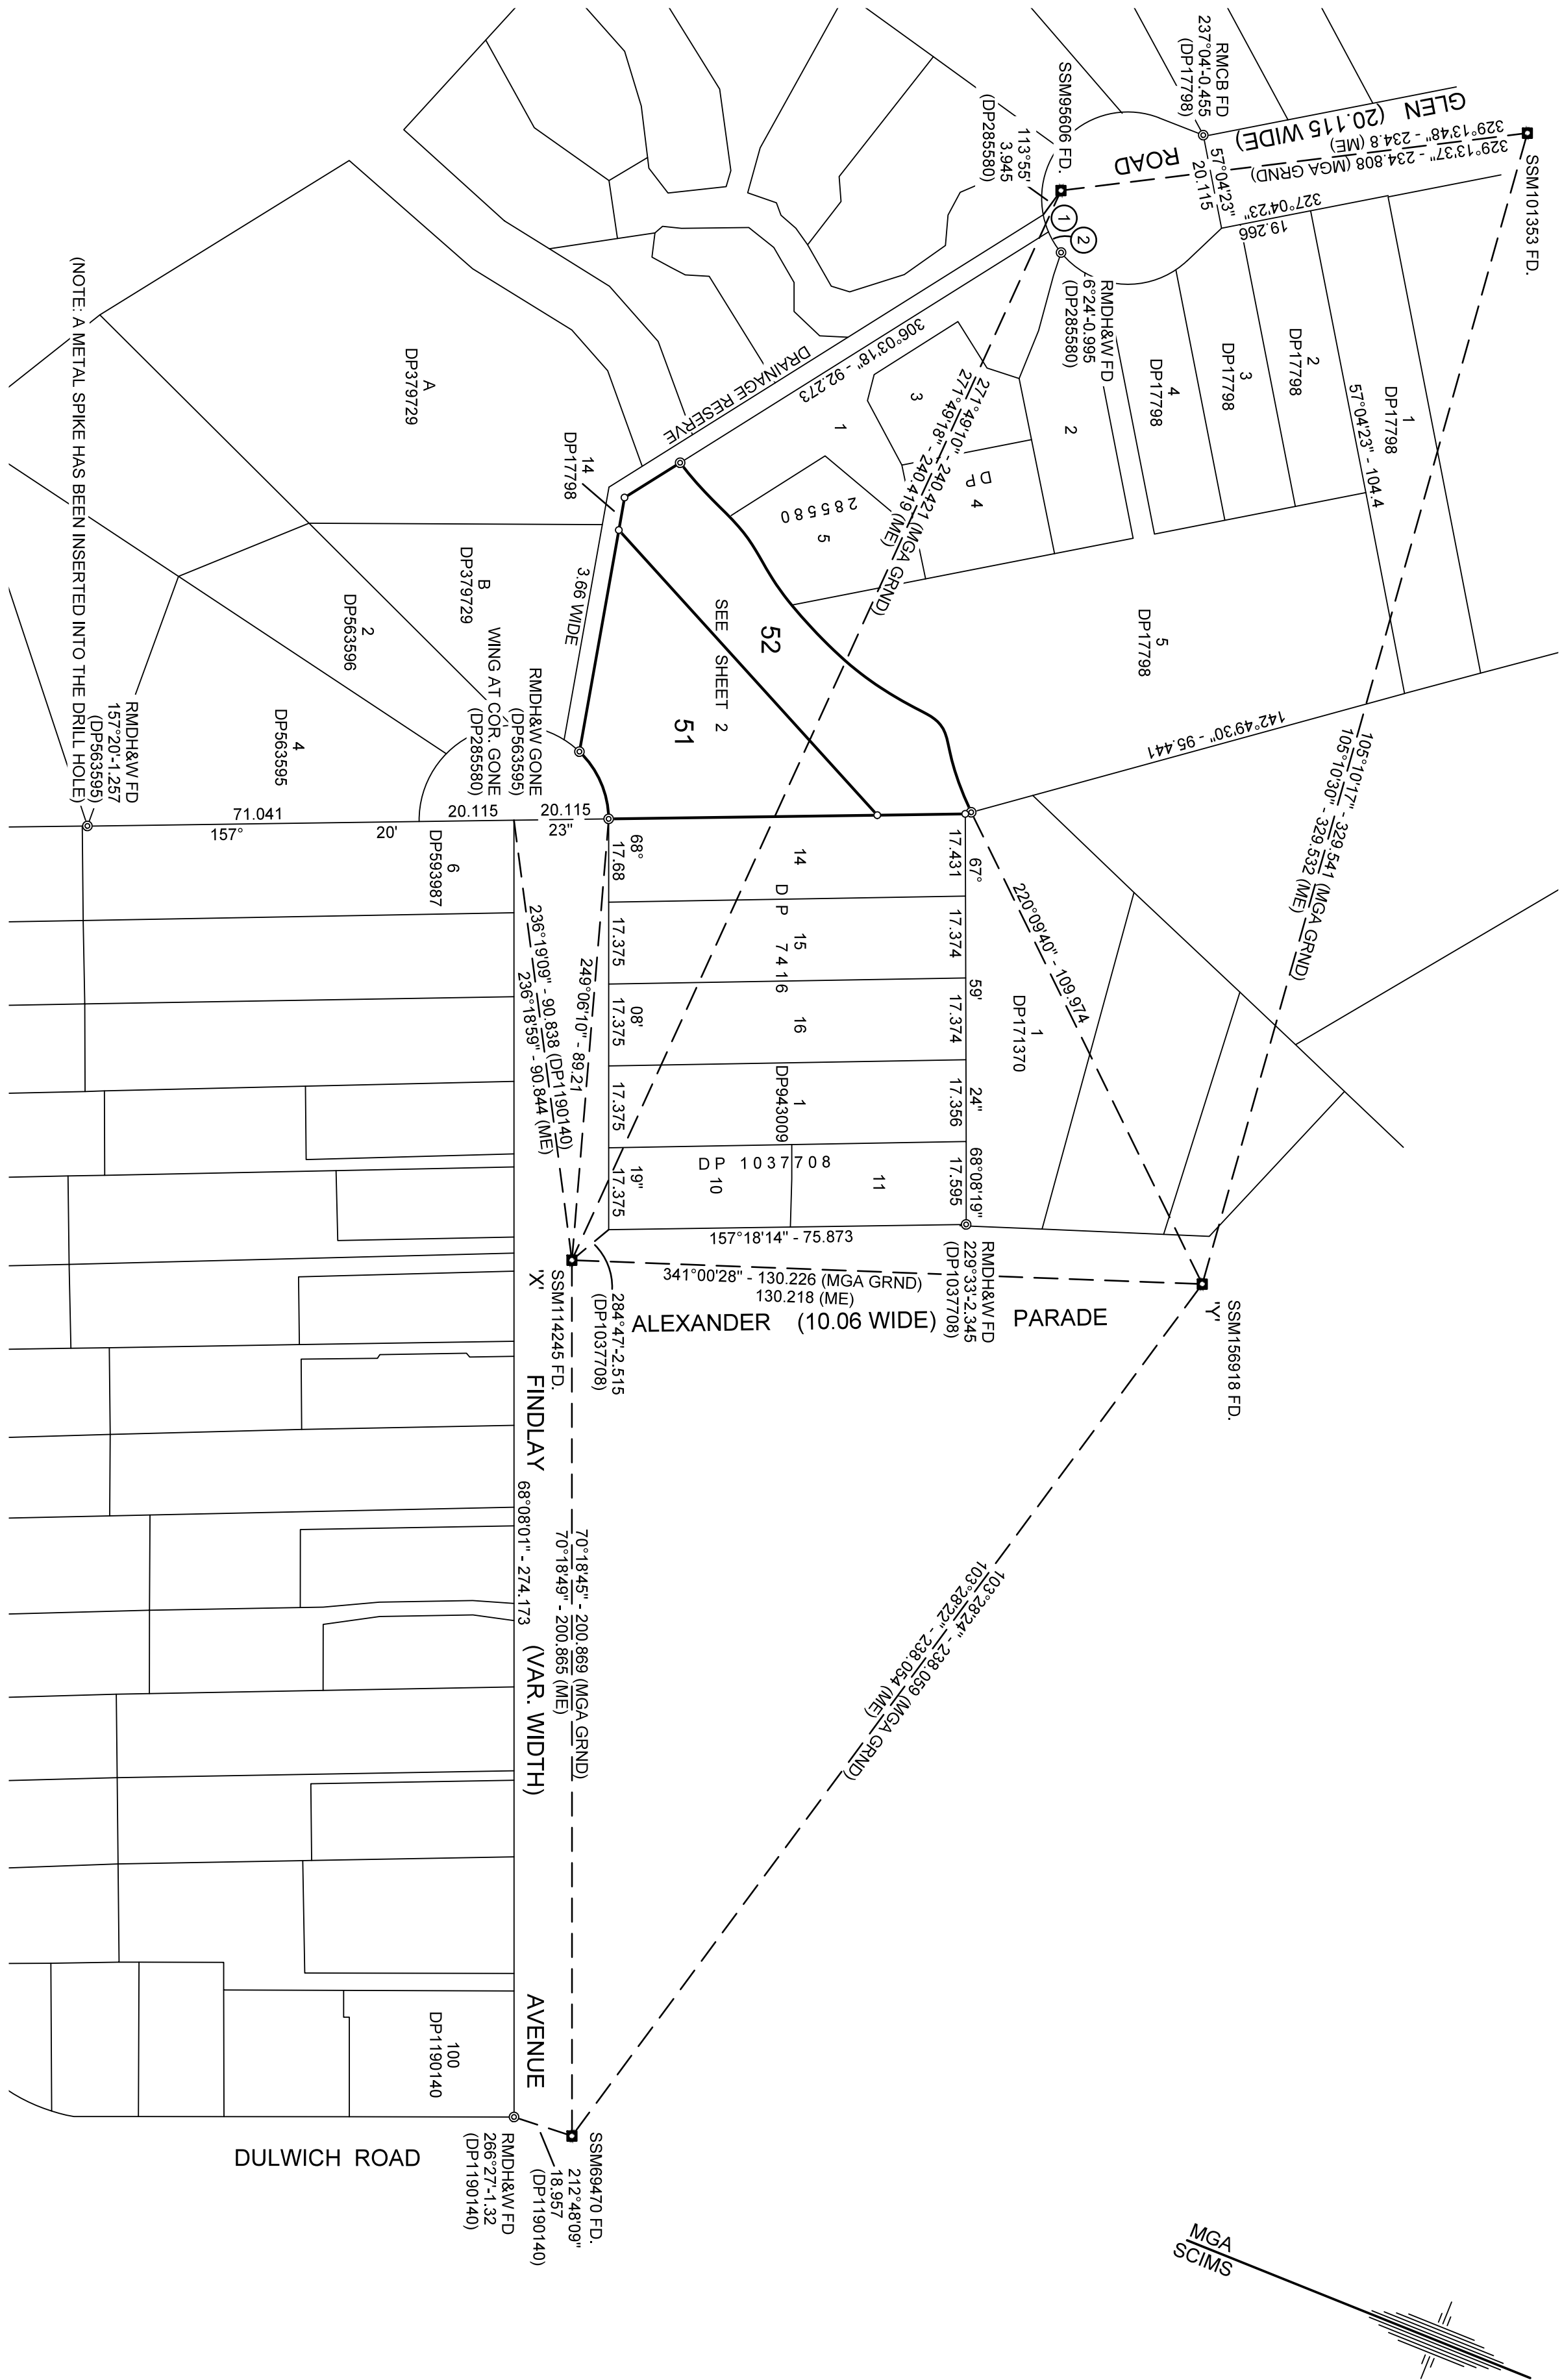 GLEN (20.115 WIDE) ROAD
329°13'48" - 234.8 (ME)
329°13'37" - 234.808 (MGA GRND)
SSM101353 FD.
RMCB FD
237°04'-0.455
(DP17798)
57°04'23"
20.115
327°04'23"
19.266
SSM95606 FD.
113°55'
3.945
(DP285580)
1
2
RMDH&W FD
(DP285580)
1
DP17798
57°04'23" - 104.4
2
DP17798
3
DP17798
4
DP17798
5
DP17798
DRAINAGE RESERVE
306°03'18" - 92.273
1
2
3
4
5
DP
285580
271°49'10" - 240.421 (MGA GRND)
271°49'18" - 240.419 (ME)
105°10'17" - 329.541 (MGA GRND)
105°10'30" - 329.532 (ME)
142°49'30" - 95.441
A
DP379729
14
DP17798
B
DP379729
3.66 WIDE
2
DP563596
4
DP563595
52
SEE SHEET 2
51
WING AT COR. GONE
(DP285580)
RMDH&W GONE
(DP563595)
RMDH&W FD
157°20'-1.257
(DP563595)
(NOTE: A METAL SPIKE HAS BEEN INSERTED INTO THE DRILL HOLE)
71.041
20.115
20.115
157° 20' 23"
6
DP593987
68° 08' 19"
17.68
17.375
17.375
17.375
17.375
67° 59' 24"
17.431
17.374
17.374
17.356
68°08'19"
17.595
14
15
16
DP 7416
1
DP943009
DP 1037708
10
11
1
DP171370
220°09'40" - 109.974
249°06'10" - 89.21
236°19'09" - 90.838 (DP1190140)
236°18'59" - 90.844 (ME)
157°18'14" - 75.873
341°00'28" - 130.226 (MGA GRND)
130.218 (ME)
ALEXANDER (10.06 WIDE) PARADE
RMDH&W FD
229°33'-2.345
(DP1037708)
SSM156918 FD.
'Y'
SSM114245 FD.
'X'
284°47'-2.515
(DP1037708)
FINDLAY (VAR. WIDTH) AVENUE
68°08'01" - 274.173
70°18'45" - 200.869 (MGA GRND)
70°18'49" - 200.865 (ME)
103°28'24" - 238.059 (MGA GRND)
103°28'22" - 238.054 (ME)
100
DP1190140
SSM69470 FD.
212°48'09"
18.957
(DP1190140)
RMDH&W FD
266°27'-1.32
(DP1190140)
DULWICH ROAD
MGA
SCIMS